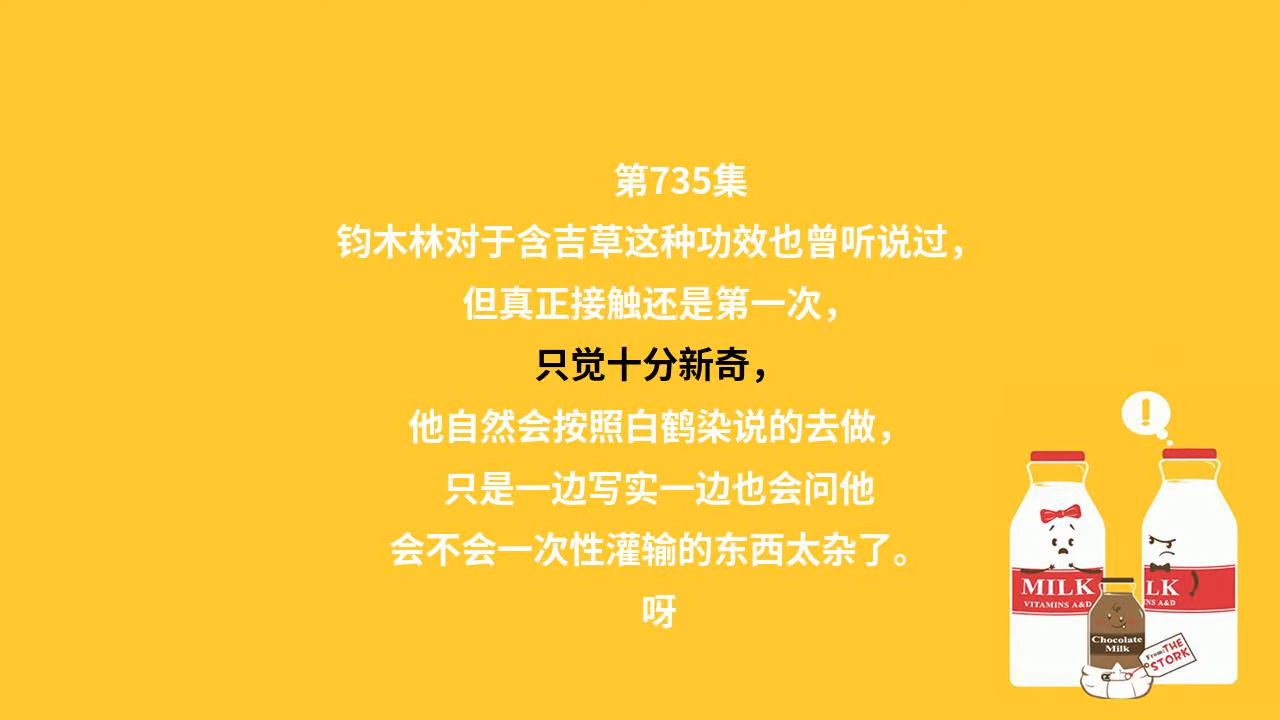 第735集
钧木林对于含吉草这种功效也曾听说过，
但真正接触还是第一次，
只觉十分新奇，
他自然会按照白鹤染说的去做，
只是一边写实一边也会问他
会不会一次性灌输的东西太杂了。
呀
!
MILK
VITAMINS A&D
LK
NS A&D
Chocolate
Milk
From: THE
STORK